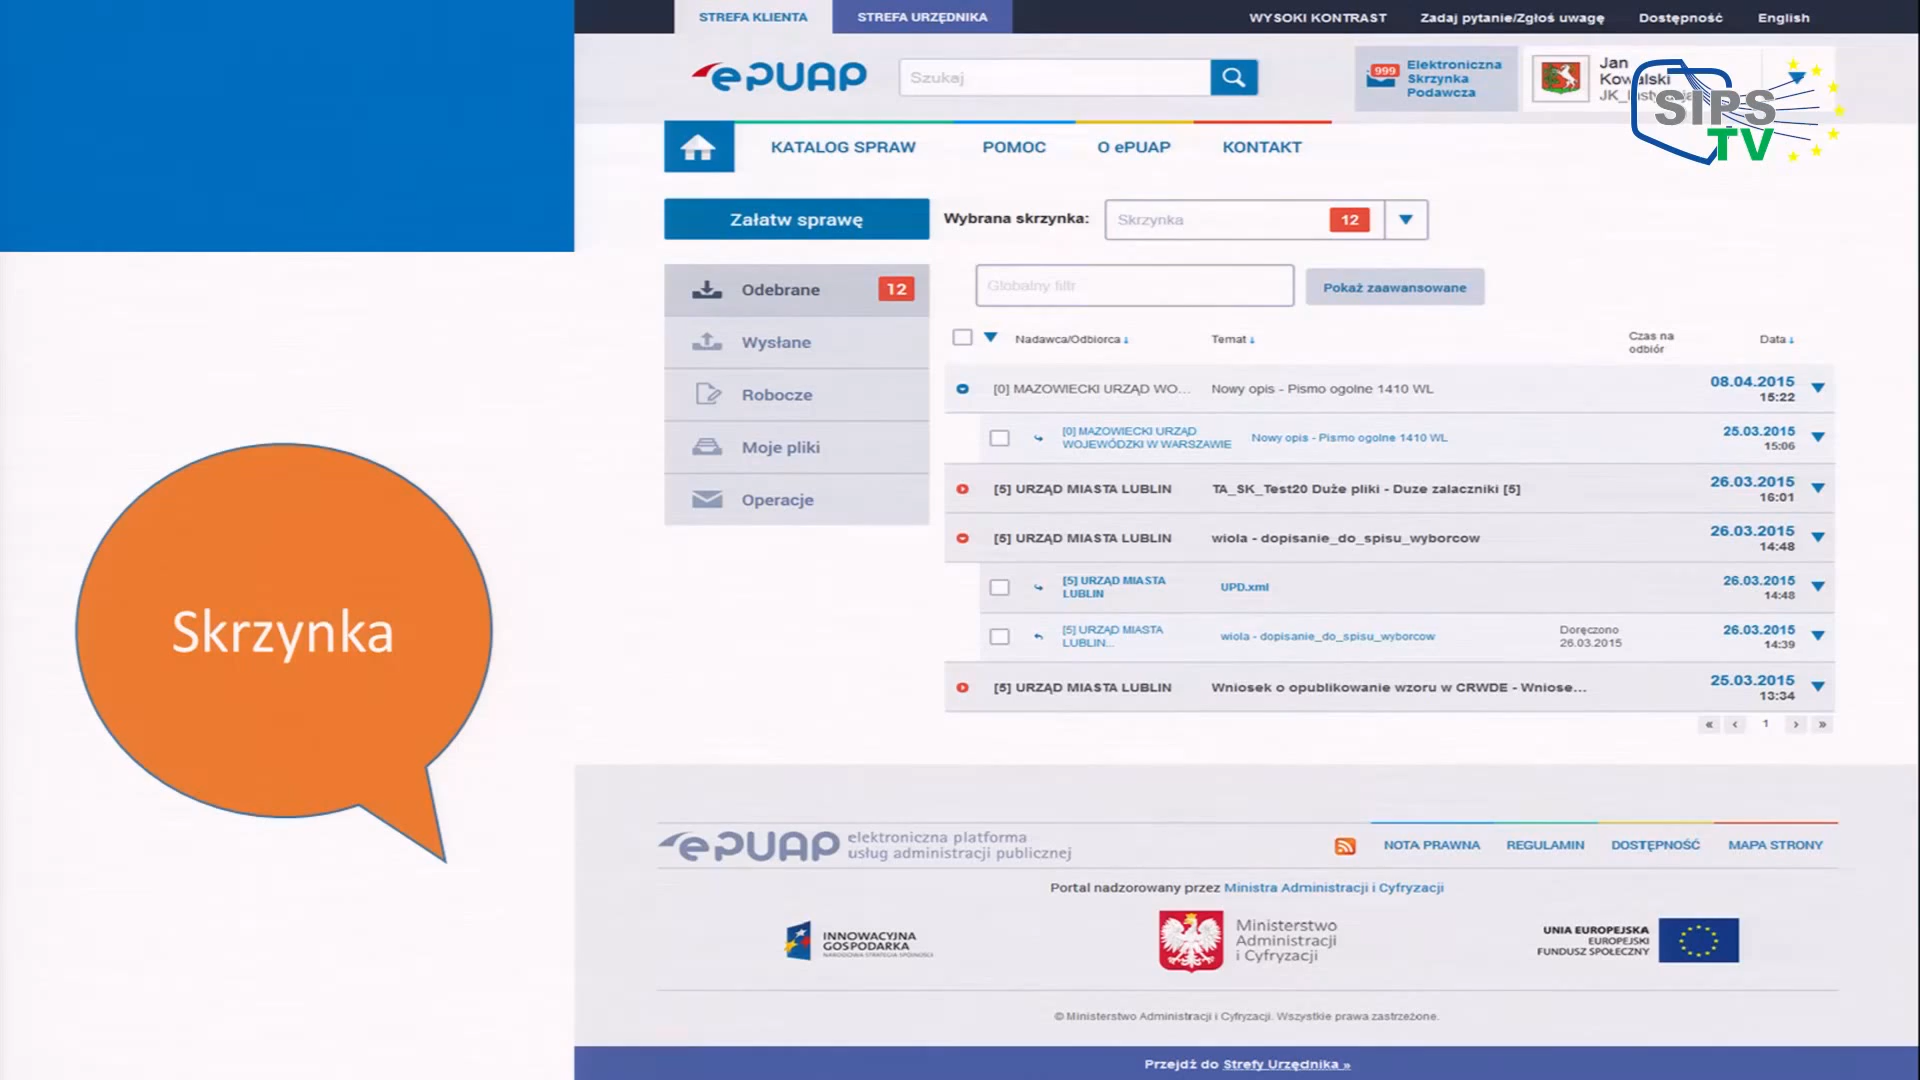 STREFA KLIENTA
STREFA URZĘDNIKA
WYSOKI KONTRAST
Zadaj pytanie/Zgłoś uwagę
Dostępność
English
ePUAP
Szukaj
999
Elektroniczna
Skrzynka
Podawcza
Jan
Kowalski
SIPS
TV
KATALOG SPRAW
POMOC
O ePUAP
KONTAKT
Załatw sprawę
Wybrana skrzynka:
Skrzynka
12
Odebrane
12
Wysłane
Robocze
Moje pliki
Operacje
Globalny filtr
Pokaż zaawansowane
Nadawca/Odbiorca
Temat
Czas na
odbiór
Data
[0] MAZOWIECKI URZĄD WO...
Nowy opis - Pismo ogolne 1410 WL
08.04.2015
15:22
[0] MAZOWIECKI URZĄD
WOJEWÓDZKI W WARSZAWIE
Nowy opis - Pismo ogolne 1410 WL
25.03.2015
15:06
[5] URZĄD MIASTA LUBLIN
TA_SK_Test20 Duże pliki - Duze zalaczniki [5]
26.03.2015
16:01
[5] URZĄD MIASTA LUBLIN
wiola - dopisanie_do_spisu_wyborcow
26.03.2015
14:48
[5] URZĄD MIASTA
LUBLIN
UPD.xml
26.03.2015
14:48
[5] URZĄD MIASTA
LUBLIN...
wiola - dopisanie_do_spisu_wyborcow
Doręczono
26.03.2015
26.03.2015
14:39
[5] URZĄD MIASTA LUBLIN
Wniosek o opublikowanie wzoru w CRWDE - Wniose...
25.03.2015
13:34
« ‹ 1 › »
Skrzynka
ePUAP
elektroniczna platforma
usług administracji publicznej
NOTA PRAWNA
REGULAMIN
DOSTĘPNOŚĆ
MAPA STRONY
Portal nadzorowany przez Ministra Administracji i Cyfryzacji
INNOWACYJNA
GOSPODARKA
NARODOWA STRATEGIA SPÓJNOŚCI
Ministerstwo
Administracji
i Cyfryzacji
UNIA EUROPEJSKA
EUROPEJSKI
FUNDUSZ SPOŁECZNY
© Ministerstwo Administracji i Cyfryzacji. Wszystkie prawa zastrzeżone.
Przejdź do Strefy Urzędnika »